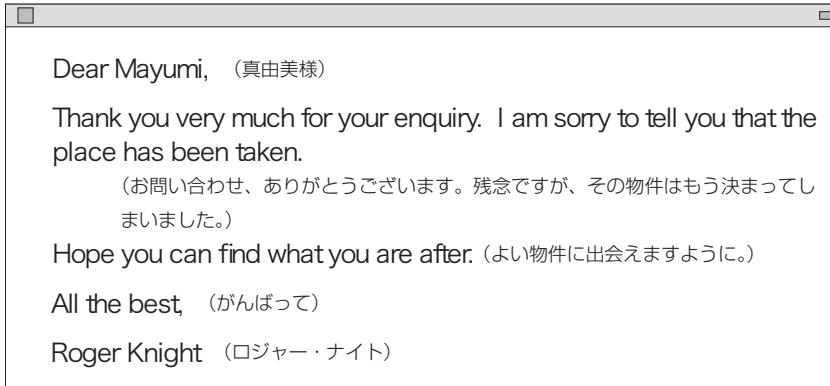 Dear Mayumi, （真由美様）
Thank you very much for your enquiry. I am sorry to tell you that the
place has been taken.
（お問い合わせ、ありがとうございます。残念ですが、その物件はもう決まってし
まいました。）
Hope you can find what you are after.（よい物件に出会えますように。）
All the best, （がんばって）
Roger Knight （ロジャー・ナイト）